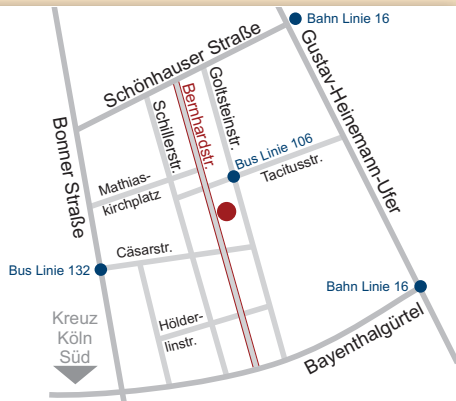 Bahn Linie 16
Schönhauser Straße
Gustav-Heinemann-Ufer
Goltsteinstr.
Bernhardstr.
Schillerstr.
Bonner Straße
Bus Linie 106
Tacitusstr.
Mathias-
kirchplatz
Cäsarstr.
Bus Linie 132
Bahn Linie 16
Kreuz
Köln
Süd
Hölder-
linstr.
Bayenthalgürtel